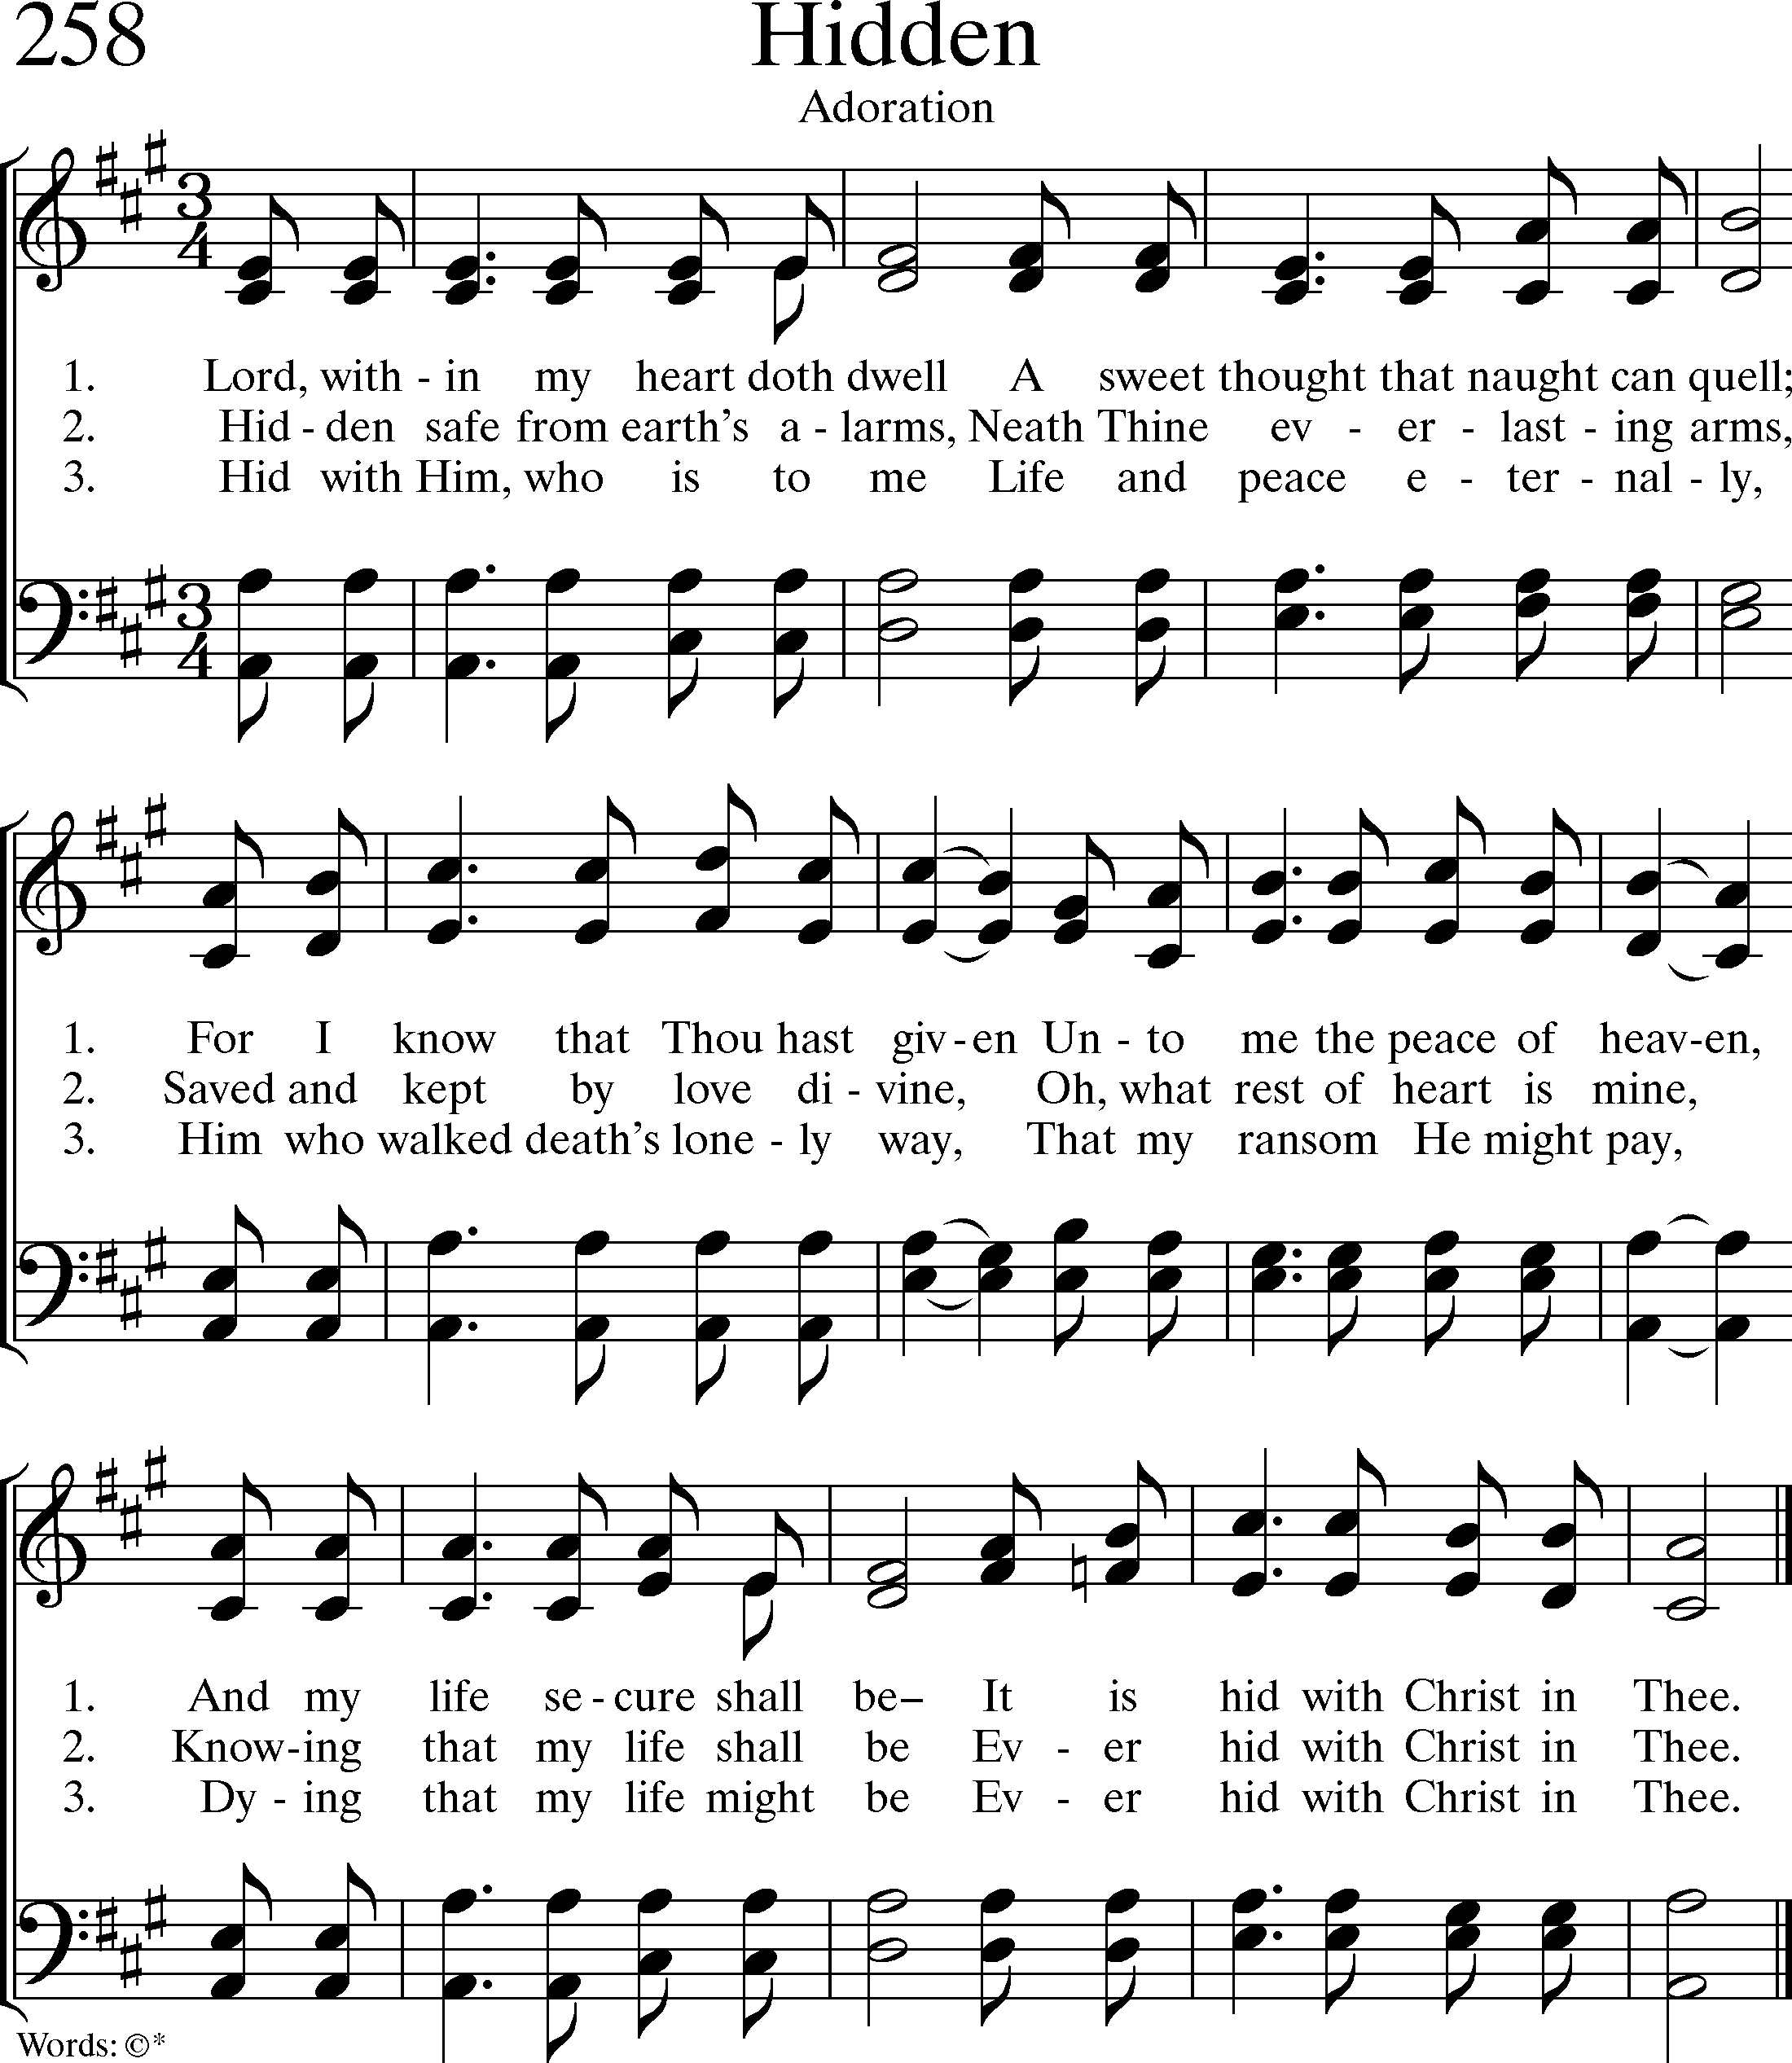 258
Hidden
Adoration
1. Lord, with - in my heart doth dwell A sweet thought that naught can quell;
2. Hid - den safe from earth's a - larms, Neath Thine ev - er - last - ing arms,
3. Hid with Him, who is to me Life and peace e - ter - nal - ly,
1. For I know that Thou hast giv - en Un - to me the peace of heav - en,
2. Saved and kept by love di - vine, Oh, what rest of heart is mine,
3. Him who walked death's lone - ly way, That my ransom He might pay,
1. And my life se - cure shall be– It is hid with Christ in Thee.
2. Know - ing that my life shall be Ev - er hid with Christ in Thee.
3. Dy - ing that my life might be Ev - er hid with Christ in Thee.
Words: ©*